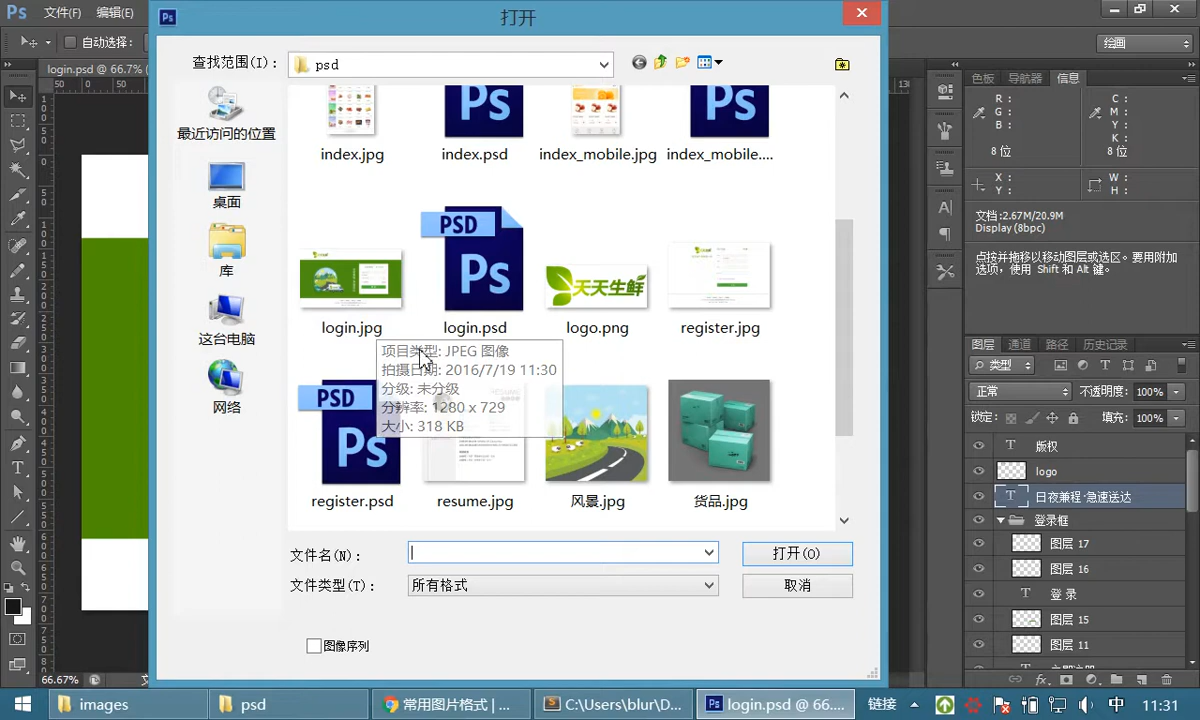 Ps 文件(F) 编辑(E)
自动选择:
login.psd @ 66.7% (
打开
查找范围(I):
psd
最近访问的位置
桌面
库
这台电脑
网络
index.jpg
index.psd
index_mobile.jpg
index_mobile....
login.jpg
login.psd
logo.png
register.jpg
PSD
Ps
天天生鲜
项目类型: JPEG 图像
拍摄日期: 2016/7/19 11:30
分级: 未分级
分辨率: 1280 x 729
大小: 318 KB
PSD
Ps
register.psd
resume.jpg
风景.jpg
货品.jpg
文件名(N):
打开(O)
文件类型(T):
所有格式
取消
图像序列
绘画
色板 导航器 信息
R: C:
G: M:
B: Y:
K:
8 位 8 位
X: W:
Y: H:
文档:2.67M/20.9M
Display (8bpc)
点按并拖移以移动图层或选区。要用附加
选项，使用 Shift 和 Alt 键。
图层 通道 路径 历史记录
类型
正常 不透明度: 100%
锁定: 填充: 100%
T 版权
logo
T 日夜兼程·急速送达
登录框
图层 17
图层 16
T 登 录
图层 15
图层 11
66.67%
images
psd
常用图片格式 | ...
C:\Users\blur\D...
login.psd @ 66....
链接
中
11:31